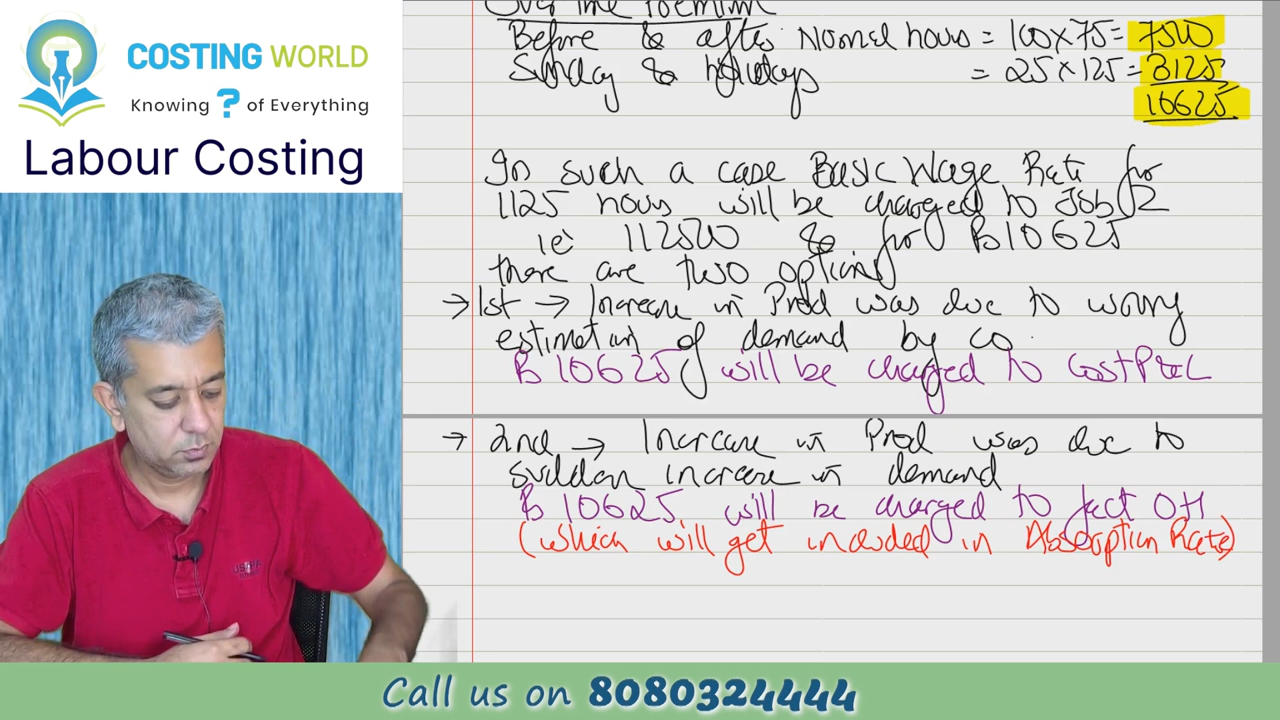 COSTING WORLD
Knowing ? of Everything
Labour Costing
Over time Premium
Before & after Normal hours = 100 x 75 = 7500
Sunday & holidays = 25 x 125 = 3125
10625
In such a case Basic Wage Rate for
1125 hours will be charged to Job 2
ie 112500 & for Rs 10625
there are two options
→ 1st → Increase in Prod was due to wrong
estimation of demand by co.
Rs 10625 will be charged to Cost P&L
→ 2nd → Increase in Prod was due to
sudden increase in demand
Rs 10625 will be charged to fact OH
(which will get included in Absorption Rate)
Call us on 8080324444